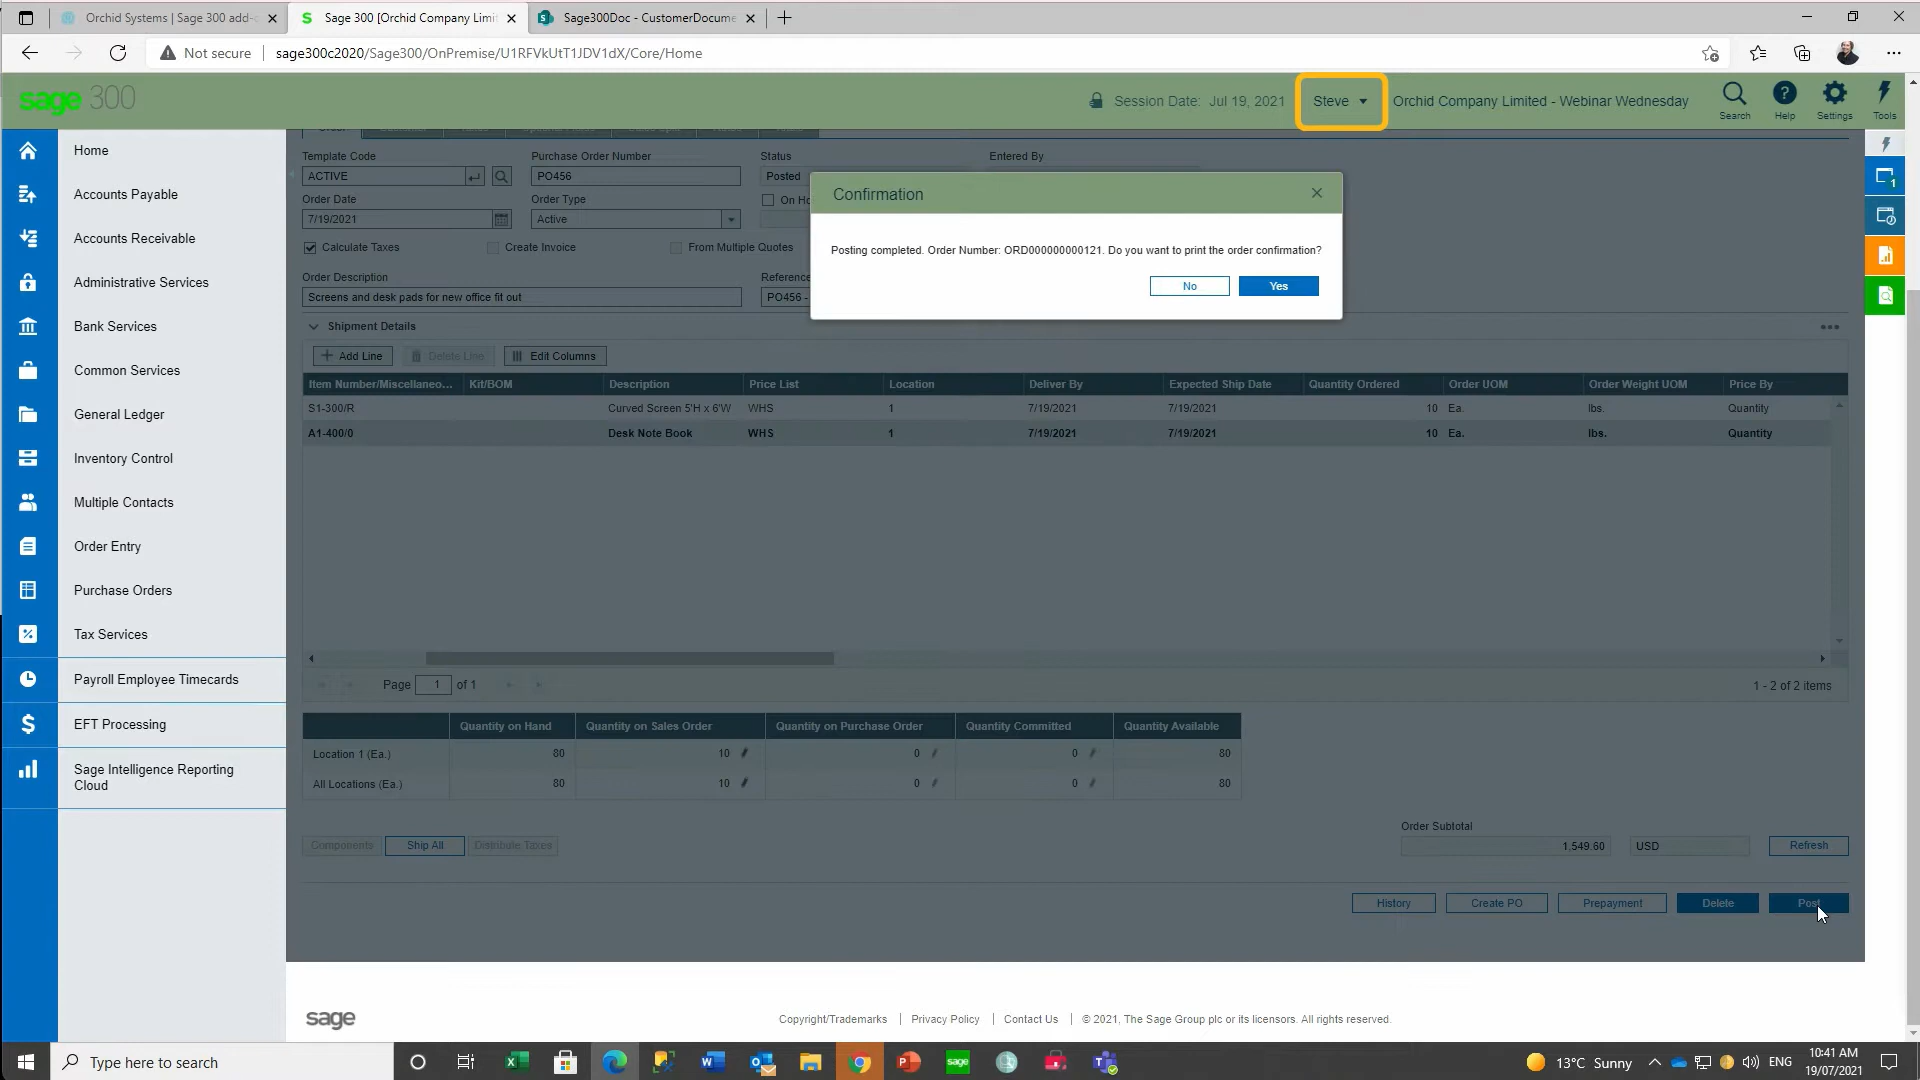 Orchid Systems | Sage 300 add-
Sage 300 [Orchid Company Limi
Sage300Doc - CustomerDocume
Not secure
sage300c2020/Sage300/OnPremise/U1RFVkUtT1JDV1dX/Core/Home
sage 300
Session Date: Jul 19, 2021
Steve
Orchid Company Limited - Webinar Wednesday
Search
Help
Settings
Tools
Home
Accounts Payable
Accounts Receivable
Administrative Services
Bank Services
Common Services
General Ledger
Inventory Control
Multiple Contacts
Order Entry
Purchase Orders
Tax Services
Payroll Employee Timecards
EFT Processing
Sage Intelligence Reporting
Cloud
1
Template Code Purchase Order Number Status Entered By
ACTIVE PO456 Posted
Order Date Order Type On Ho
7/19/2021 Active
Calculate Taxes Create Invoice From Multiple Quotes
Order Description Reference
Screens and desk pads for new office fit out PO456 -
Confirmation
Posting completed. Order Number: ORD000000000121. Do you want to print the order confirmation?
No Yes
Shipment Details
Add Line Delete Line Edit Columns
Item Number/Miscellaneo... Kit/BOM Description Price List Location Deliver By Expected Ship Date Quantity Ordered Order UOM Order Weight UOM Price By
S1-300/R Curved Screen 5'H x 6'W WHS 1 7/19/2021 7/19/2021 10 Ea. lbs. Quantity
A1-400/0 Desk Note Book WHS 1 7/19/2021 7/19/2021 10 Ea. lbs. Quantity
Page 1 of 1
1 - 2 of 2 items
Quantity on Hand Quantity on Sales Order Quantity on Purchase Order Quantity Committed Quantity Available
Location 1 (Ea.) 80 10 0 0 80
All Locations (Ea.) 80 10 0 0 80
Order Subtotal
Components Ship All Distribute Taxes 1,549.60 USD Refresh
History Create PO Prepayment Delete Post
sage
Copyright/Trademarks | Privacy Policy | Contact Us | © 2021, The Sage Group plc or its licensors. All rights reserved.
Type here to search
sage
13°C Sunny
ENG
10:41 AM
19/07/2021